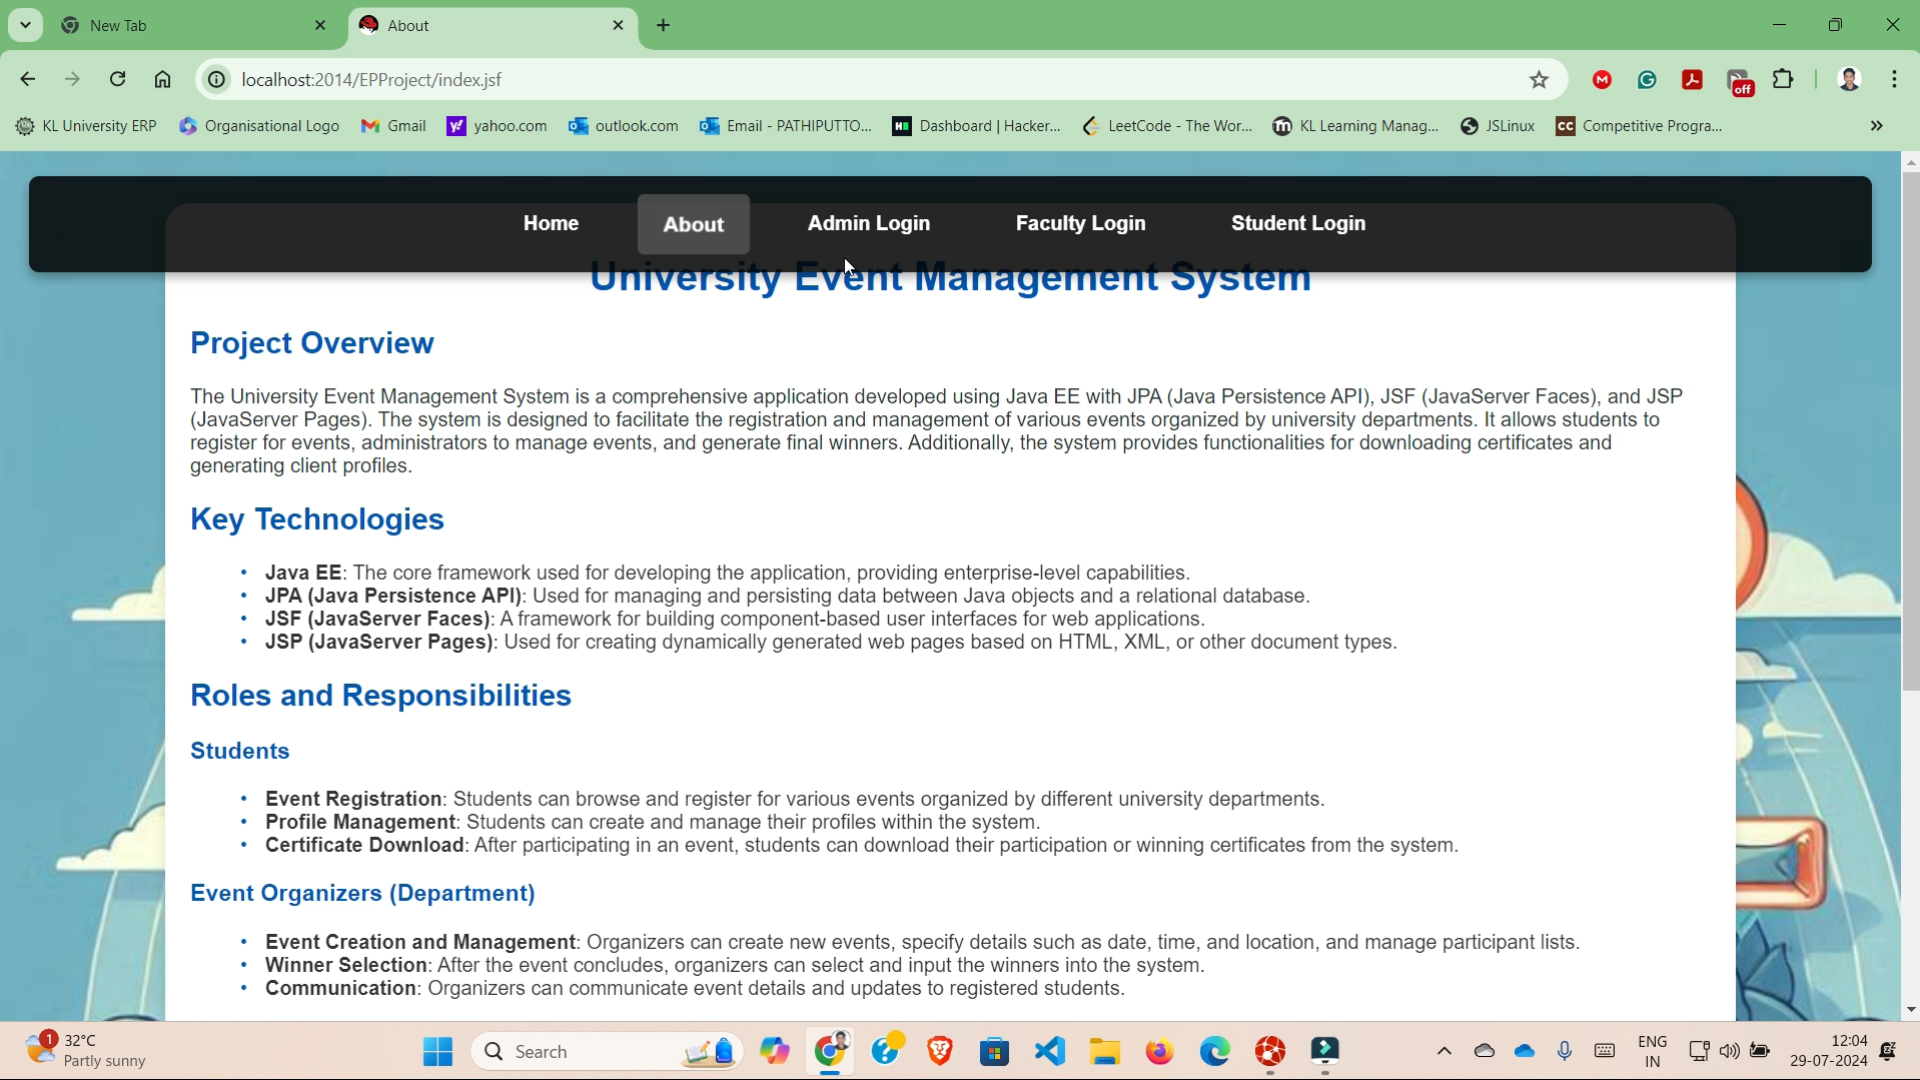 New Tab
About
localhost:2014/EPProject/index.jsf
off
KL University ERP
Organisational Logo
Gmail
yahoo.com
outlook.com
Email - PATHIPUTTO...
Dashboard | Hacker...
LeetCode - The Wor...
KL Learning Manag...
JSLinux
CC
Competitive Progra...
Home
About
Admin Login
Faculty Login
Student Login
University Event Management System
Project Overview
The University Event Management System is a comprehensive application developed using Java EE with JPA (Java Persistence API), JSF (JavaServer Faces), and JSP
(JavaServer Pages). The system is designed to facilitate the registration and management of various events organized by university departments. It allows students to
register for events, administrators to manage events, and generate final winners. Additionally, the system provides functionalities for downloading certificates and
generating client profiles.
Key Technologies
• Java EE: The core framework used for developing the application, providing enterprise-level capabilities.
• JPA (Java Persistence API): Used for managing and persisting data between Java objects and a relational database.
• JSF (JavaServer Faces): A framework for building component-based user interfaces for web applications.
• JSP (JavaServer Pages): Used for creating dynamically generated web pages based on HTML, XML, or other document types.
Roles and Responsibilities
Students
• Event Registration: Students can browse and register for various events organized by different university departments.
• Profile Management: Students can create and manage their profiles within the system.
• Certificate Download: After participating in an event, students can download their participation or winning certificates from the system.
Event Organizers (Department)
• Event Creation and Management: Organizers can create new events, specify details such as date, time, and location, and manage participant lists.
• Winner Selection: After the event concludes, organizers can select and input the winners into the system.
• Communication: Organizers can communicate event details and updates to registered students.
1
32°C
Partly sunny
Search
ENG
IN
12:04
29-07-2024